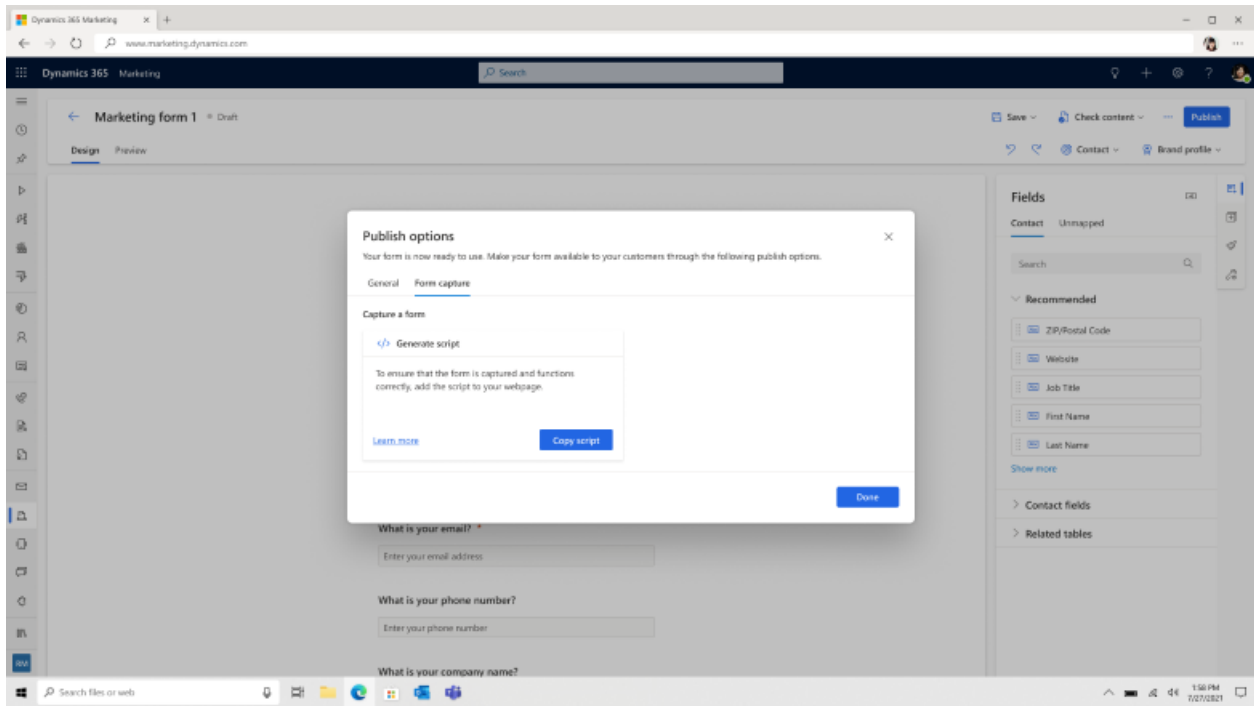 Dynamics 365 Marketing
www.marketing.dynamics.com
Dynamics 365 Marketing
Search
Marketing form 1 Draft
Save
Check content
Publish
Design Preview
Contact
Brand profile
Publish options
Your form is now ready to use. Make your form available to your customers through the following publish options.
General Form capture
Capture a form
</> Generate script
To ensure that the form is captured and functions
correctly, add the script to your webpage.
Learn more
Copy script
Done
What is your email? *
Enter your email address
What is your phone number?
Enter your phone number
What is your company name?
Fields
Contact Unmapped
Search
Recommended
ZIP/Postal Code
Website
Job Title
First Name
Last Name
Show more
Contact fields
Related tables
RM
Search files or web
1:58 PM
7/27/2021